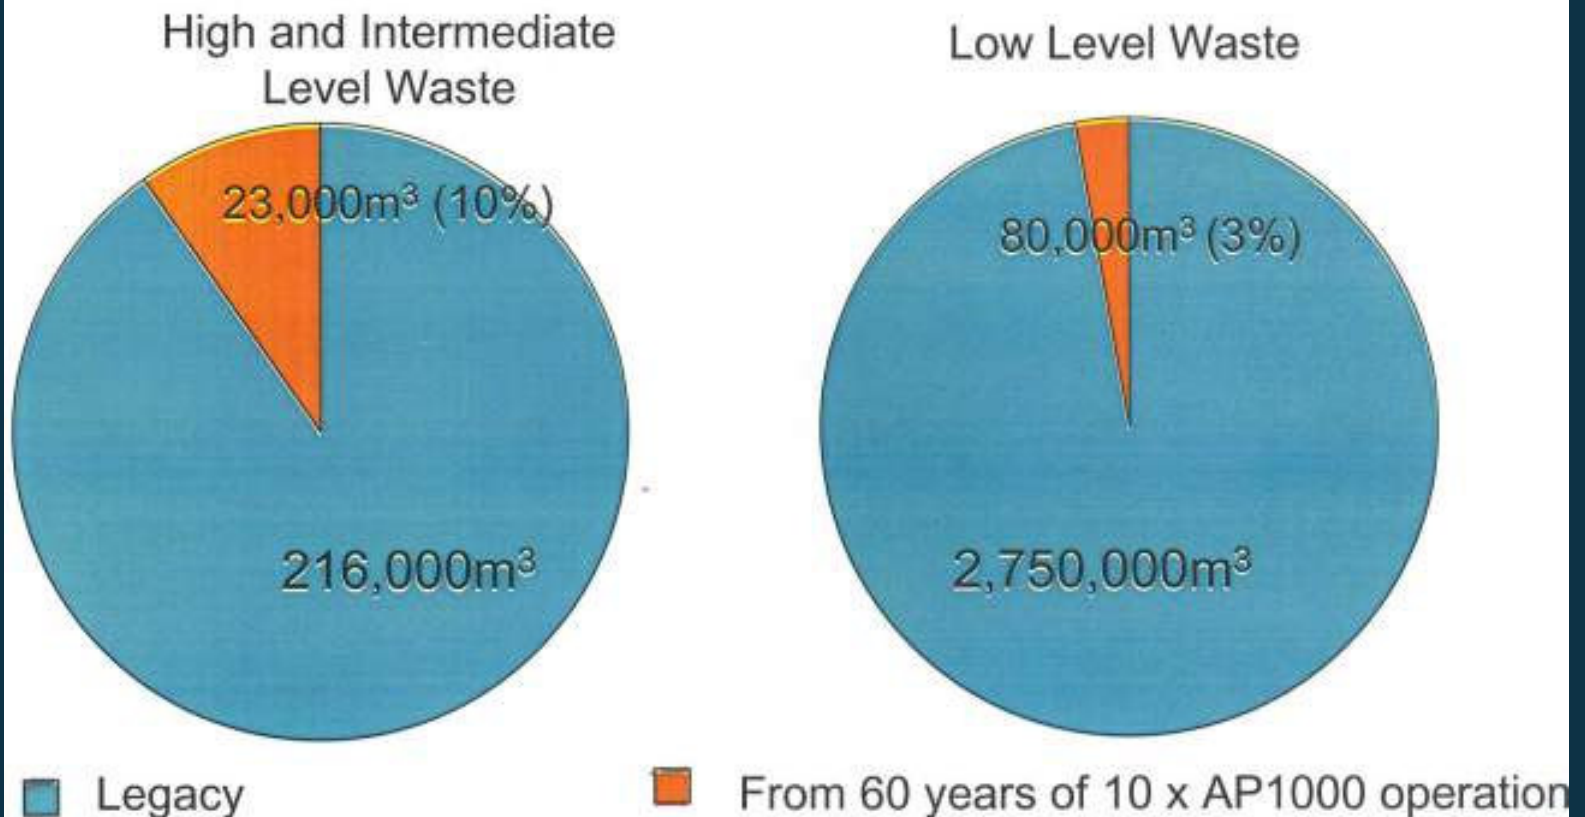 High and Intermediate
Level Waste
23,000m³ (10%)
216,000m³
Low Level Waste
80,000m³ (3%)
2,750,000m³
Legacy
From 60 years of 10 x AP1000 operation